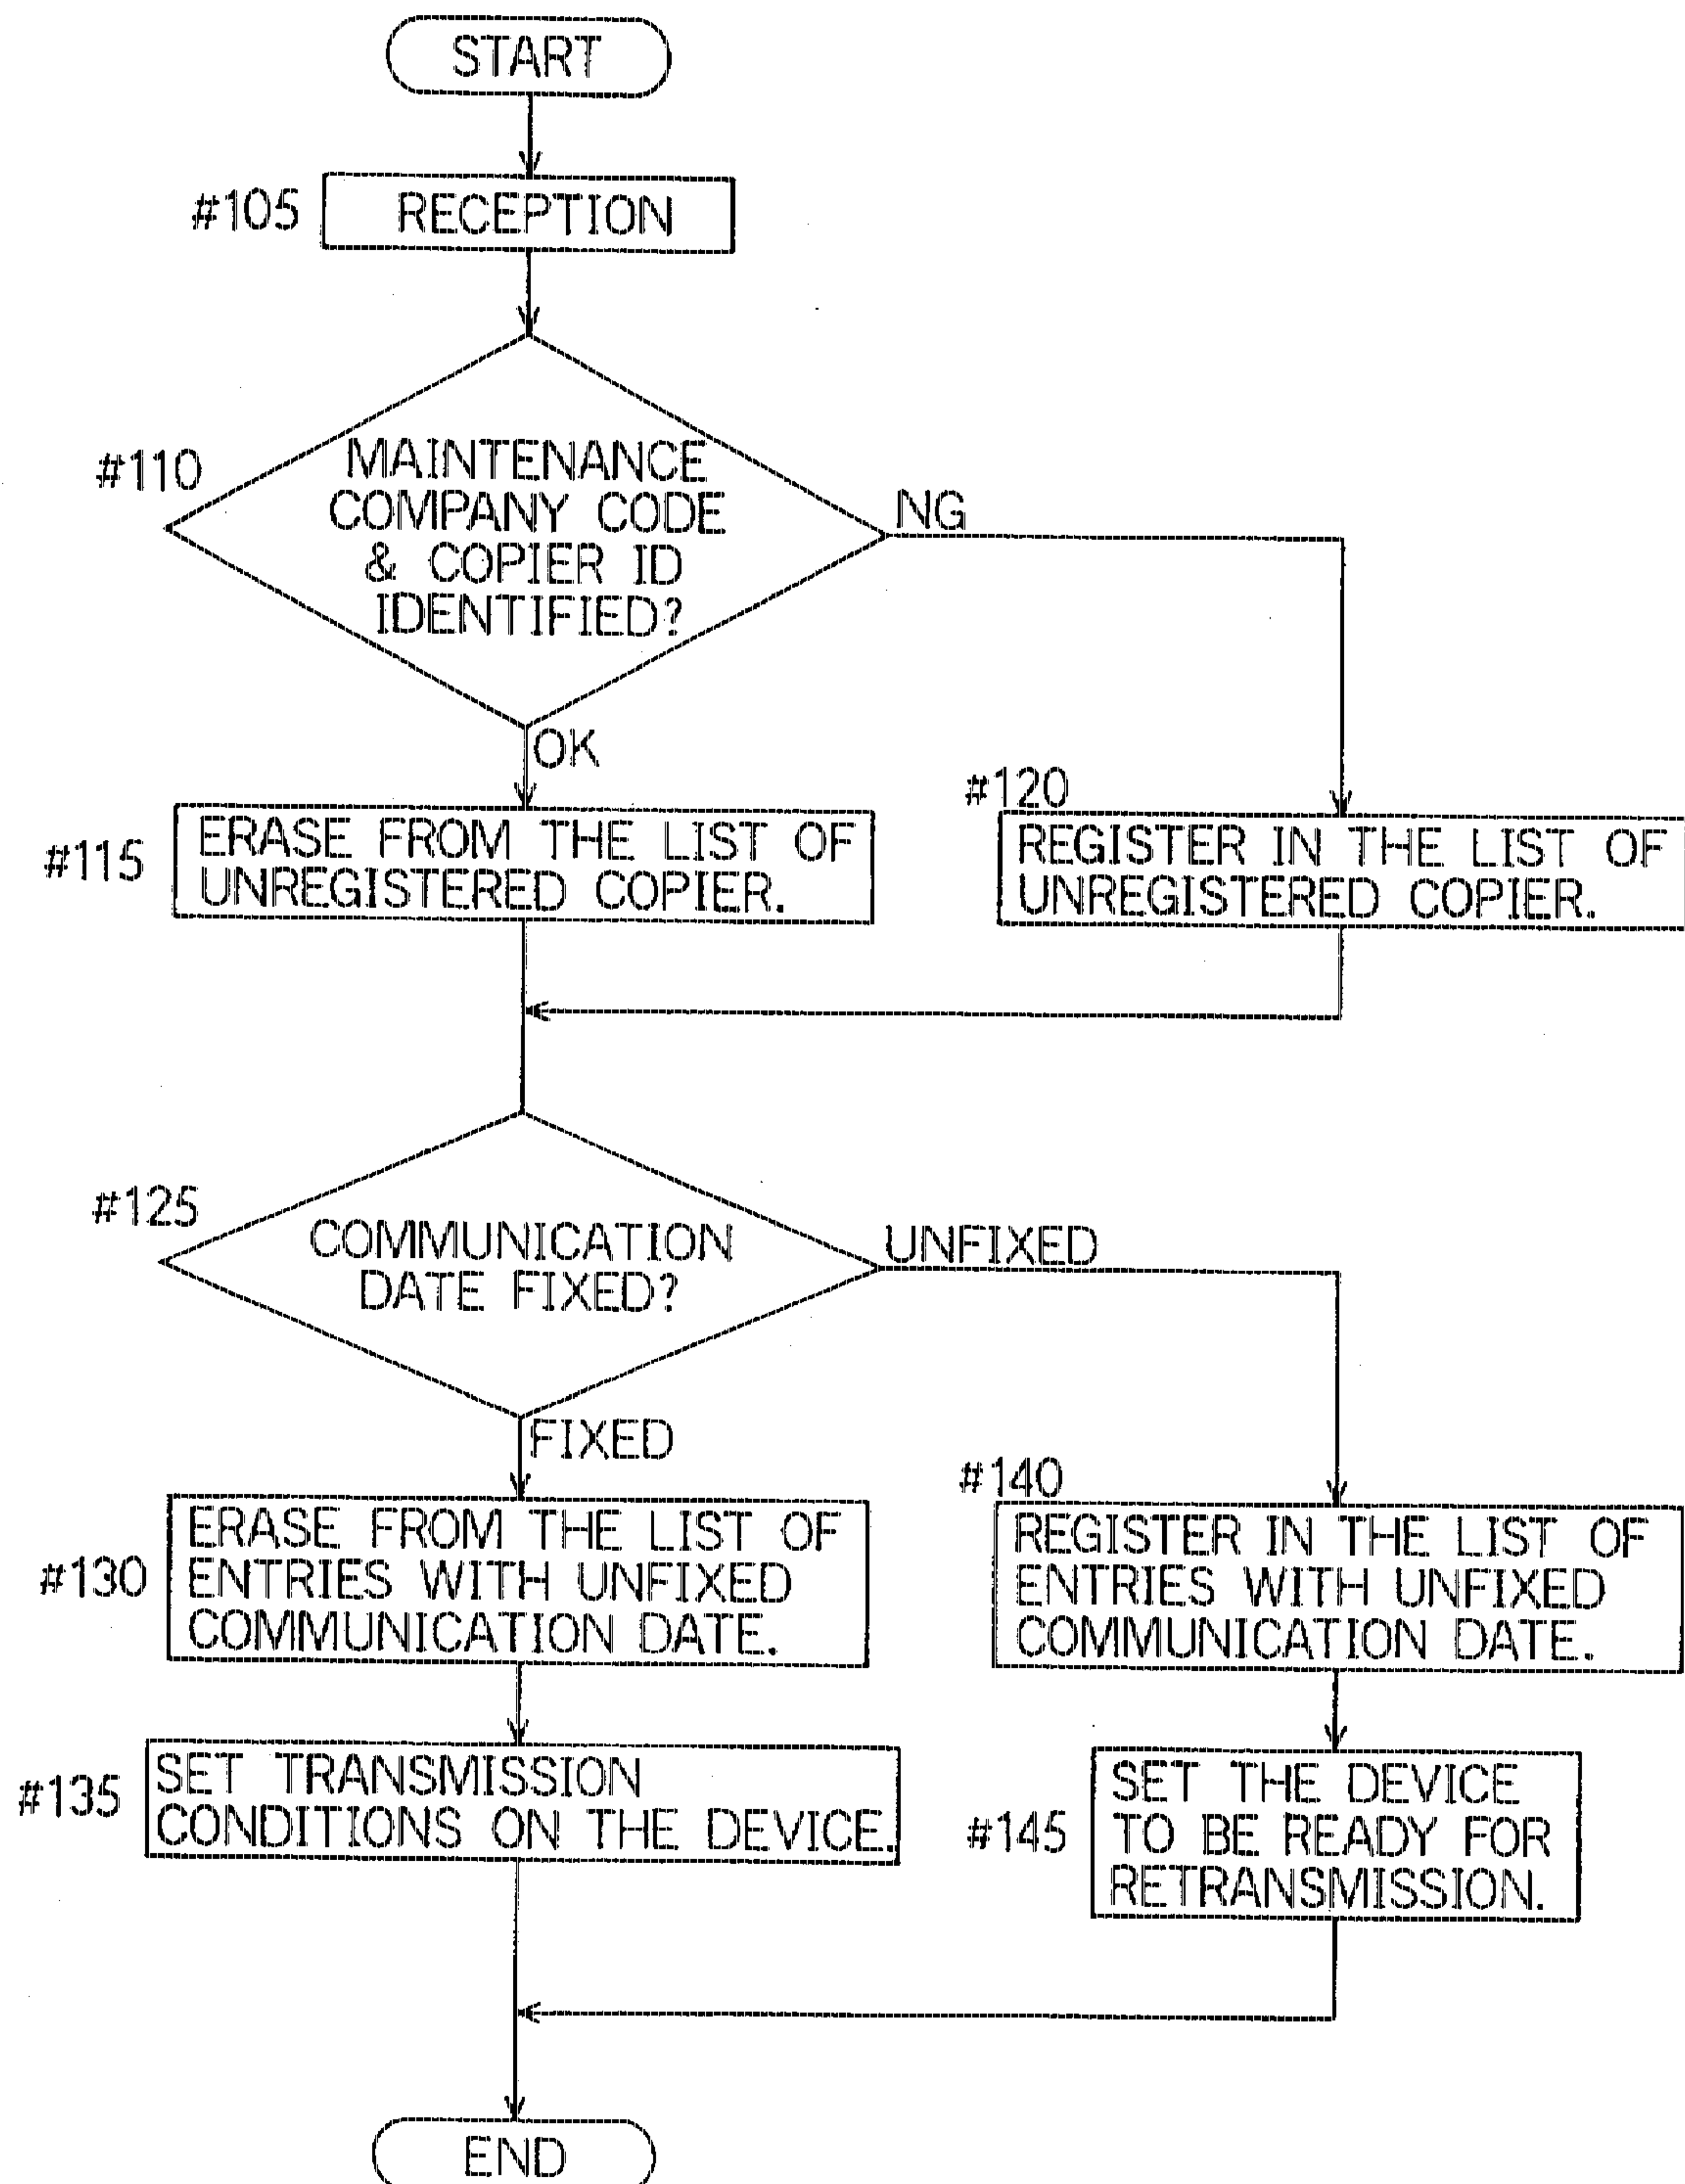 START
#105
RECEPTION
#110
MAINTENANCE
COMPANY CODE
& COPIER ID
IDENTIFIED?
NG
OK
#115
ERASE FROM THE LIST OF
UNREGISTERED COPIER.
#120
REGISTER IN THE LIST OF
UNREGISTERED COPIER.
#125
COMMUNICATION
DATE FIXED?
UNFIXED
FIXED
#130
ERASE FROM THE LIST OF
ENTRIES WITH UNFIXED
COMMUNICATION DATE.
#140
REGISTER IN THE LIST OF
ENTRIES WITH UNFIXED
COMMUNICATION DATE.
#135
SET TRANSMISSION
CONDITIONS ON THE DEVICE.
#145
SET THE DEVICE
TO BE READY FOR
RETRANSMISSION.
END